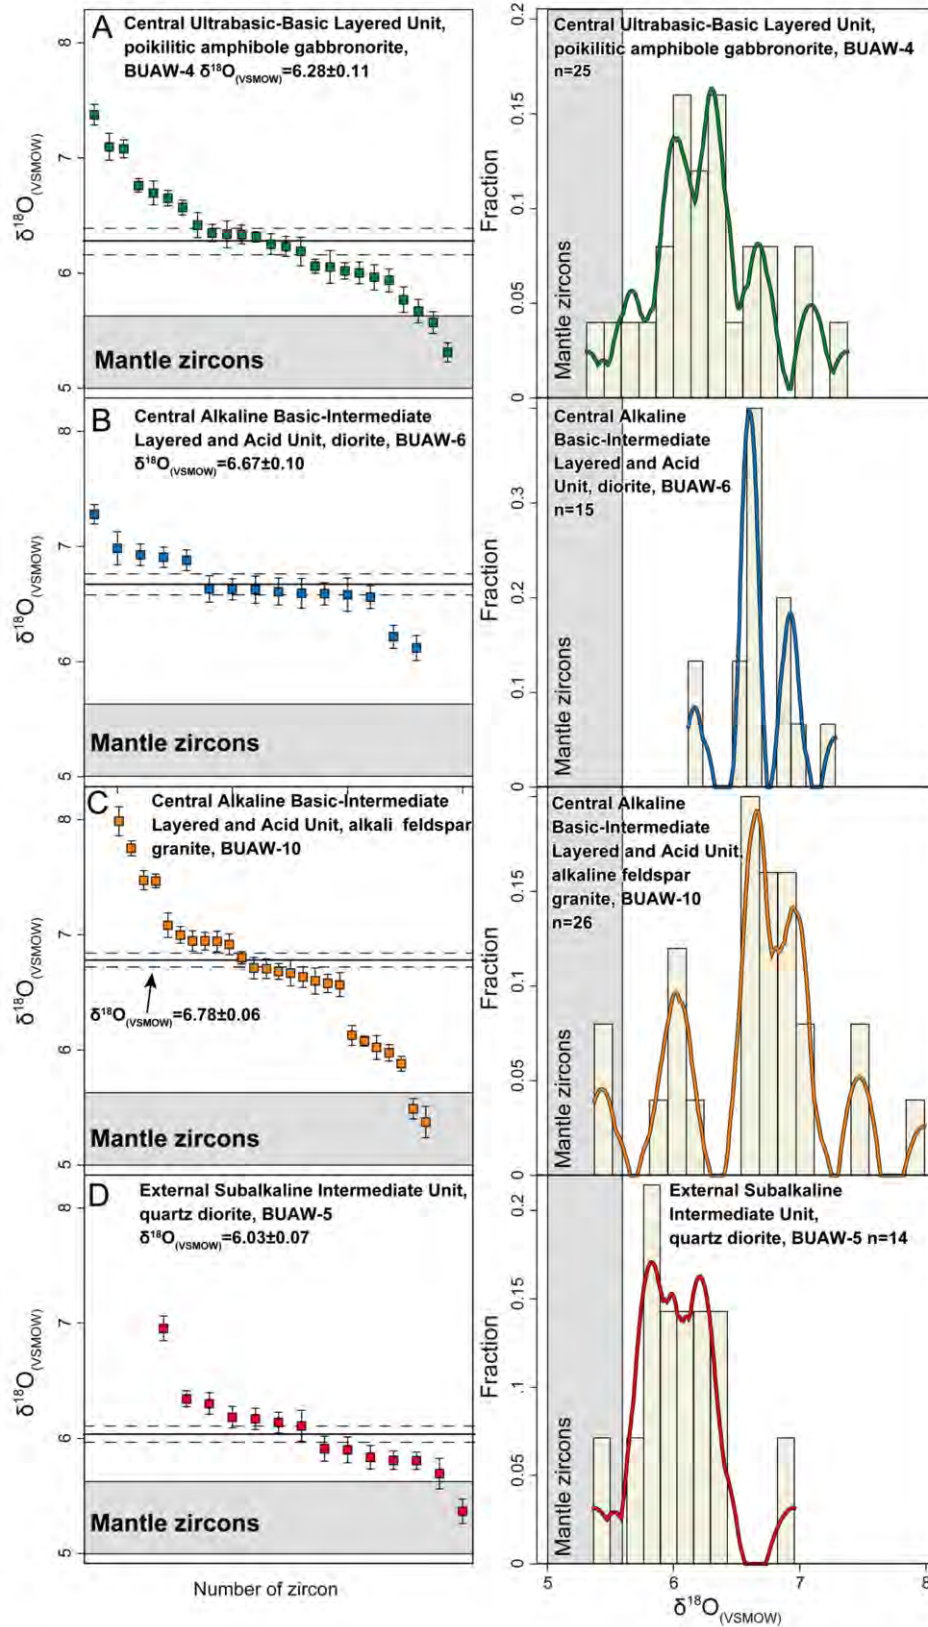 A
Central Ultrabasic-Basic Layered Unit,
poikilitic amphibole gabbronorite,
BUAW-4 δ¹⁸O(VSMOW)=6.28±0.11
8
7
6
5
δ¹⁸O(VSMOW)
Mantle zircons
Central Ultrabasic-Basic Layered Unit,
poikilitic amphibole gabbronorite, BUAW-4
n=25
0.2
0.15
0.1
0.05
0
Fraction
Mantle zircons
B
Central Alkaline Basic-Intermediate
Layered and Acid Unit, diorite, BUAW-6
δ¹⁸O(VSMOW)=6.67±0.10
8
7
6
5
δ¹⁸O(VSMOW)
Mantle zircons
Central Alkaline
Basic-Intermediate
Layered and Acid
Unit, diorite, BUAW-6
n=15
0.3
0.2
0.1
0
Fraction
Mantle zircons
C
Central Alkaline Basic-Intermediate
Layered and Acid Unit, alkali feldspar
granite, BUAW-10
8
7
6
5
δ¹⁸O(VSMOW)
δ¹⁸O(VSMOW)=6.78±0.06
Mantle zircons
Central Alkaline
Basic-Intermediate
Layered and Acid Unit,
alkaline feldspar
granite, BUAW-10
n=26
0.15
0.1
0.05
0
Fraction
Mantle zircons
D
External Subalkaline Intermediate Unit,
quartz diorite, BUAW-5
δ¹⁸O(VSMOW)=6.03±0.07
8
7
6
5
δ¹⁸O(VSMOW)
Mantle zircons
Number of zircon
External Subalkaline
Intermediate Unit,
quartz diorite, BUAW-5 n=14
0.2
0.15
0.1
0.05
0
Fraction
Mantle zircons
5
6
7
8
δ¹⁸O(VSMOW)